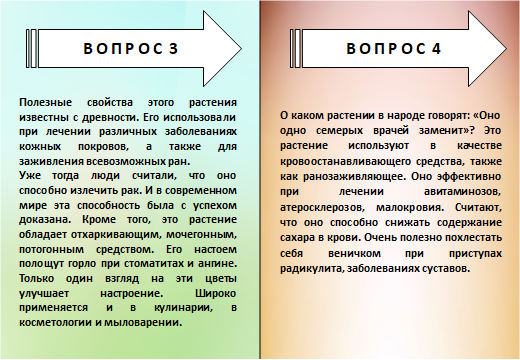 ВОПРОС 3
Полезные свойства этого растения
известны с древности. Его использовали
при лечении различных заболеваниях
кожных покровов, а также для
заживления всевозможных ран.
Уже тогда люди считали, что оно
способно излечить рак. И в современном
мире эта способность была с успехом
доказана. Кроме того, это растение
обладает отхаркивающим, мочегонным,
потогонным средством. Его настоем
полощут горло при стоматитах и ангине.
Только один взгляд на эти цветы
улучшает настроение. Широко
применяется и в кулинарии, в
косметологии и мыловарении.
ВОПРОС 4
О каком растении в народе говорят: «Оно
одно семерых врачей заменит»? Это
растение используют в качестве
кровоостанавливающего средства, также
как ранозаживляющее. Оно эффективно
при лечении авитаминозов,
атеросклерозов, малокровия. Считают,
что оно способно снижать содержание
сахара в крови. Очень полезно похлестать
себя веничком при приступах
радикулита, заболеваниях суставов.